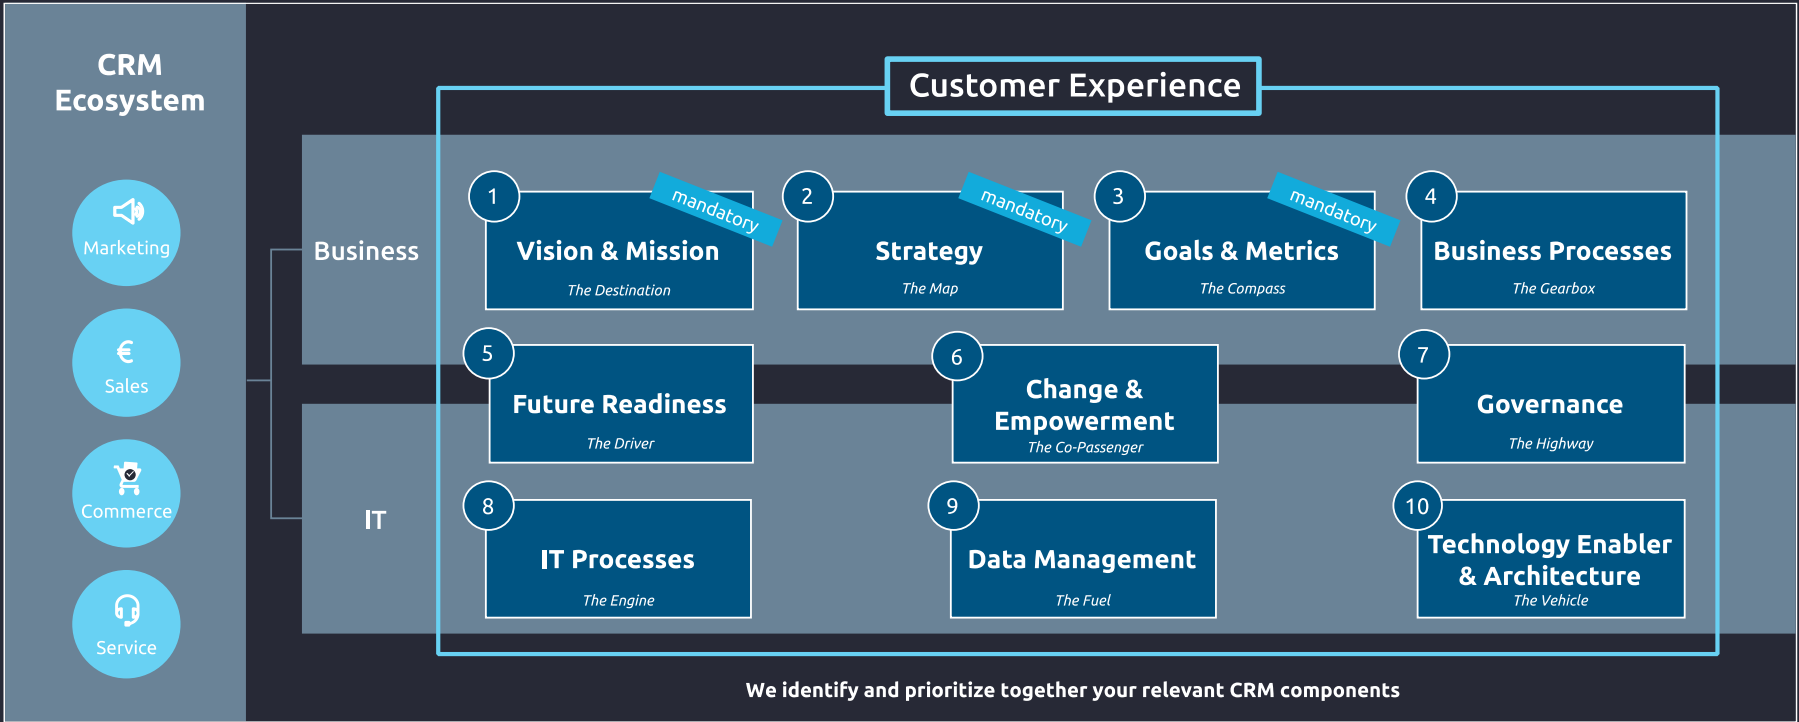 CRM
Ecosystem
Marketing
€
Sales
Commerce
Service
Customer Experience
Business
1
mandatory
Vision & Mission
The Destination
2
mandatory
Strategy
The Map
3
mandatory
Goals & Metrics
The Compass
4
Business Processes
The Gearbox
5
Future Readiness
The Driver
6
Change &
Empowerment
The Co-Passenger
7
Governance
The Highway
IT
8
IT Processes
The Engine
9
Data Management
The Fuel
10
Technology Enabler
& Architecture
The Vehicle
We identify and prioritize together your relevant CRM components